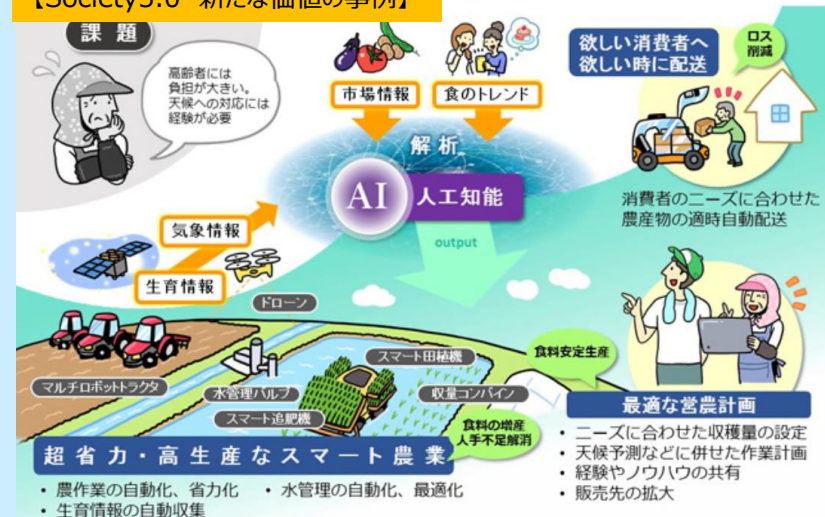 【Society5.0 新たな価値の事例】
課題
高齢者には
負担が大きい。
天候への対応には
経験が必要
市場情報
食のトレンド
解析
AI 人工知能
output
気象情報
生育情報
欲しい消費者へ
欲しい時に配送
ロス
削減
消費者のニーズに合わせた
農産物の適時自動配送
ドローン
マルチロボットトラクタ
水管理バルブ
スマート田植機
スマート追肥機
収量コンバイン
食料安定生産
食料の増産
人手不足解消
超省力・高生産なスマート農業
・ 農作業の自動化、省力化 ・ 水管理の自動化、最適化
・ 生育情報の自動収集
最適な営農計画
・ ニーズに合わせた収穫量の設定
・ 天候予測などに併せた作業計画
・ 経験やノウハウの共有
・ 販売先の拡大